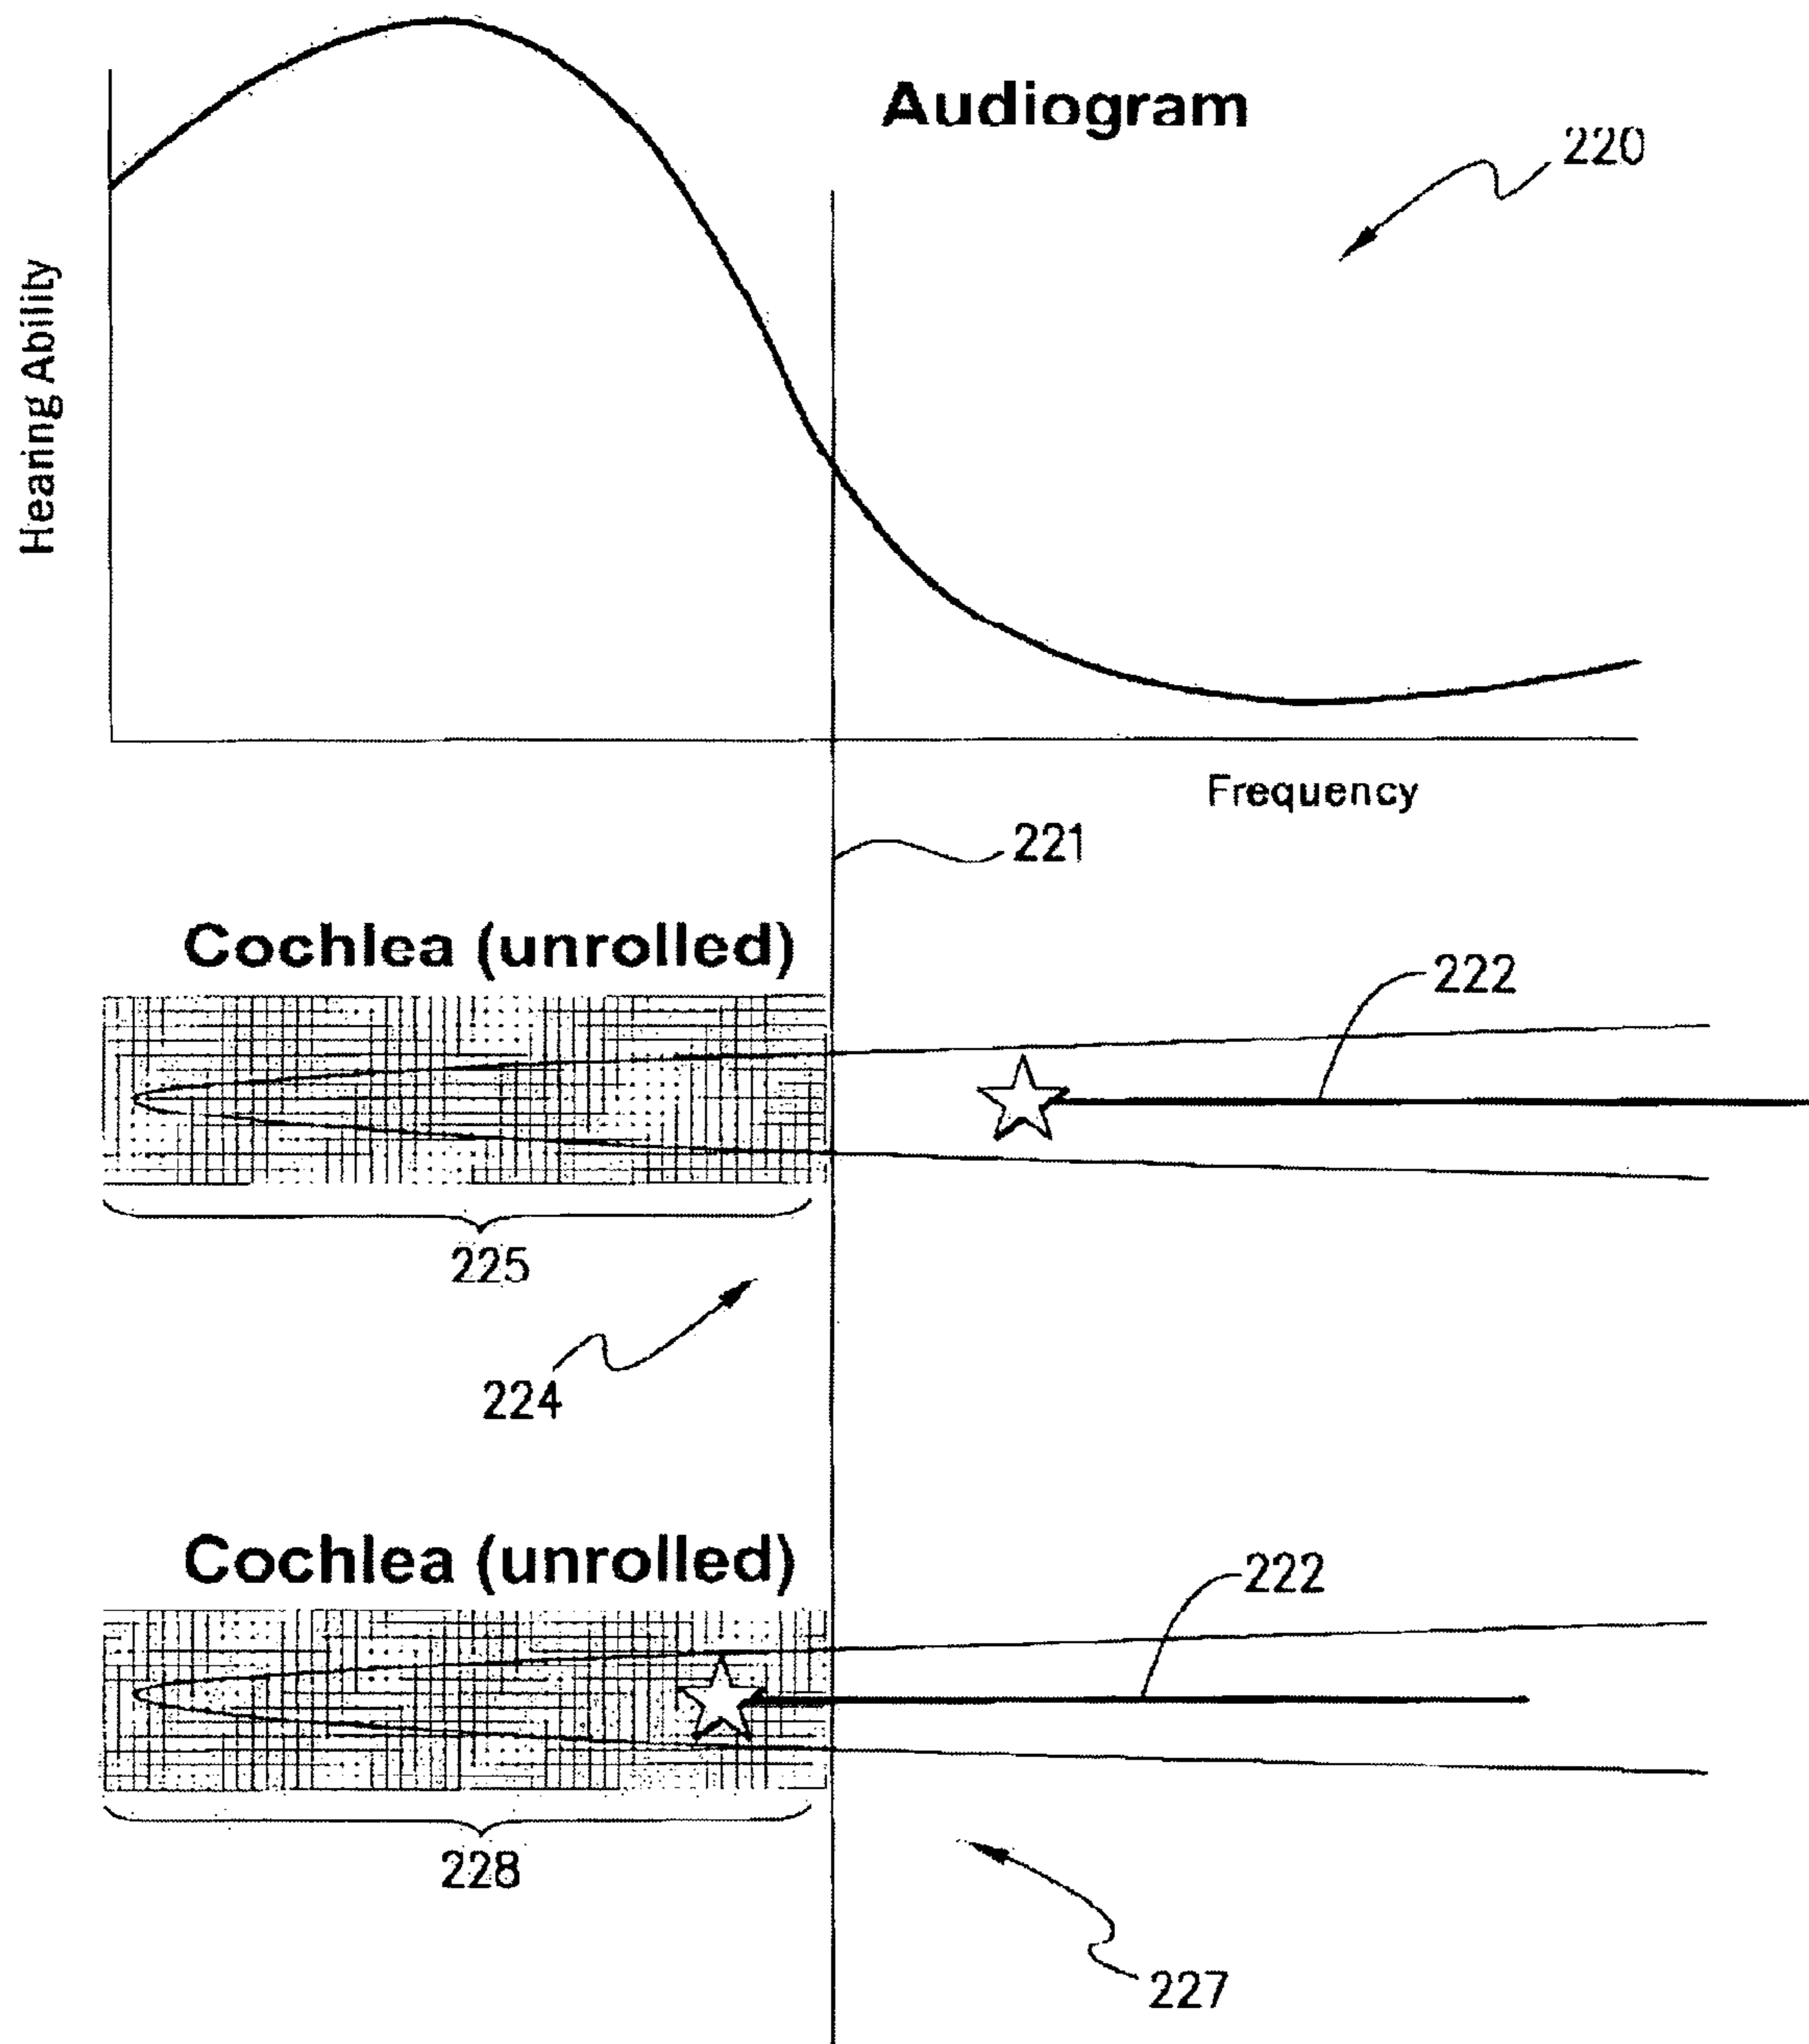 Audiogram
220
Hearing Ability
Frequency
221
Cochlea (unrolled)
222
225
224
Cochlea (unrolled)
222
228
227